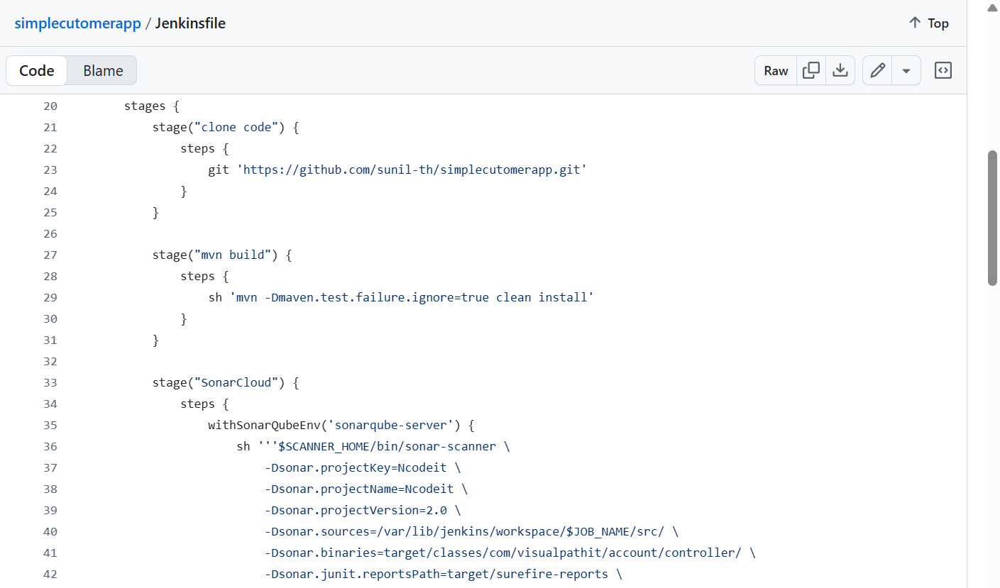 simplecutomerapp / Jenkinsfile
Top
Code Blame
Raw
20 stages {
21 stage("clone code") {
22 steps {
23 git 'https://github.com/sunil-th/simplecutomerapp.git'
24 }
25 }
26
27 stage("mvn build") {
28 steps {
29 sh 'mvn -Dmaven.test.failure.ignore=true clean install'
30 }
31 }
32
33 stage("SonarCloud") {
34 steps {
35 withSonarQubeEnv('sonarqube-server') {
36 sh '''$SCANNER_HOME/bin/sonar-scanner \
37 -Dsonar.projectKey=Ncodeit \
38 -Dsonar.projectName=Ncodeit \
39 -Dsonar.projectVersion=2.0 \
40 -Dsonar.sources=/var/lib/jenkins/workspace/$JOB_NAME/src/ \
41 -Dsonar.binaries=target/classes/com/visualpathit/account/controller/ \
42 -Dsonar.junit.reportsPath=target/surefire-reports \